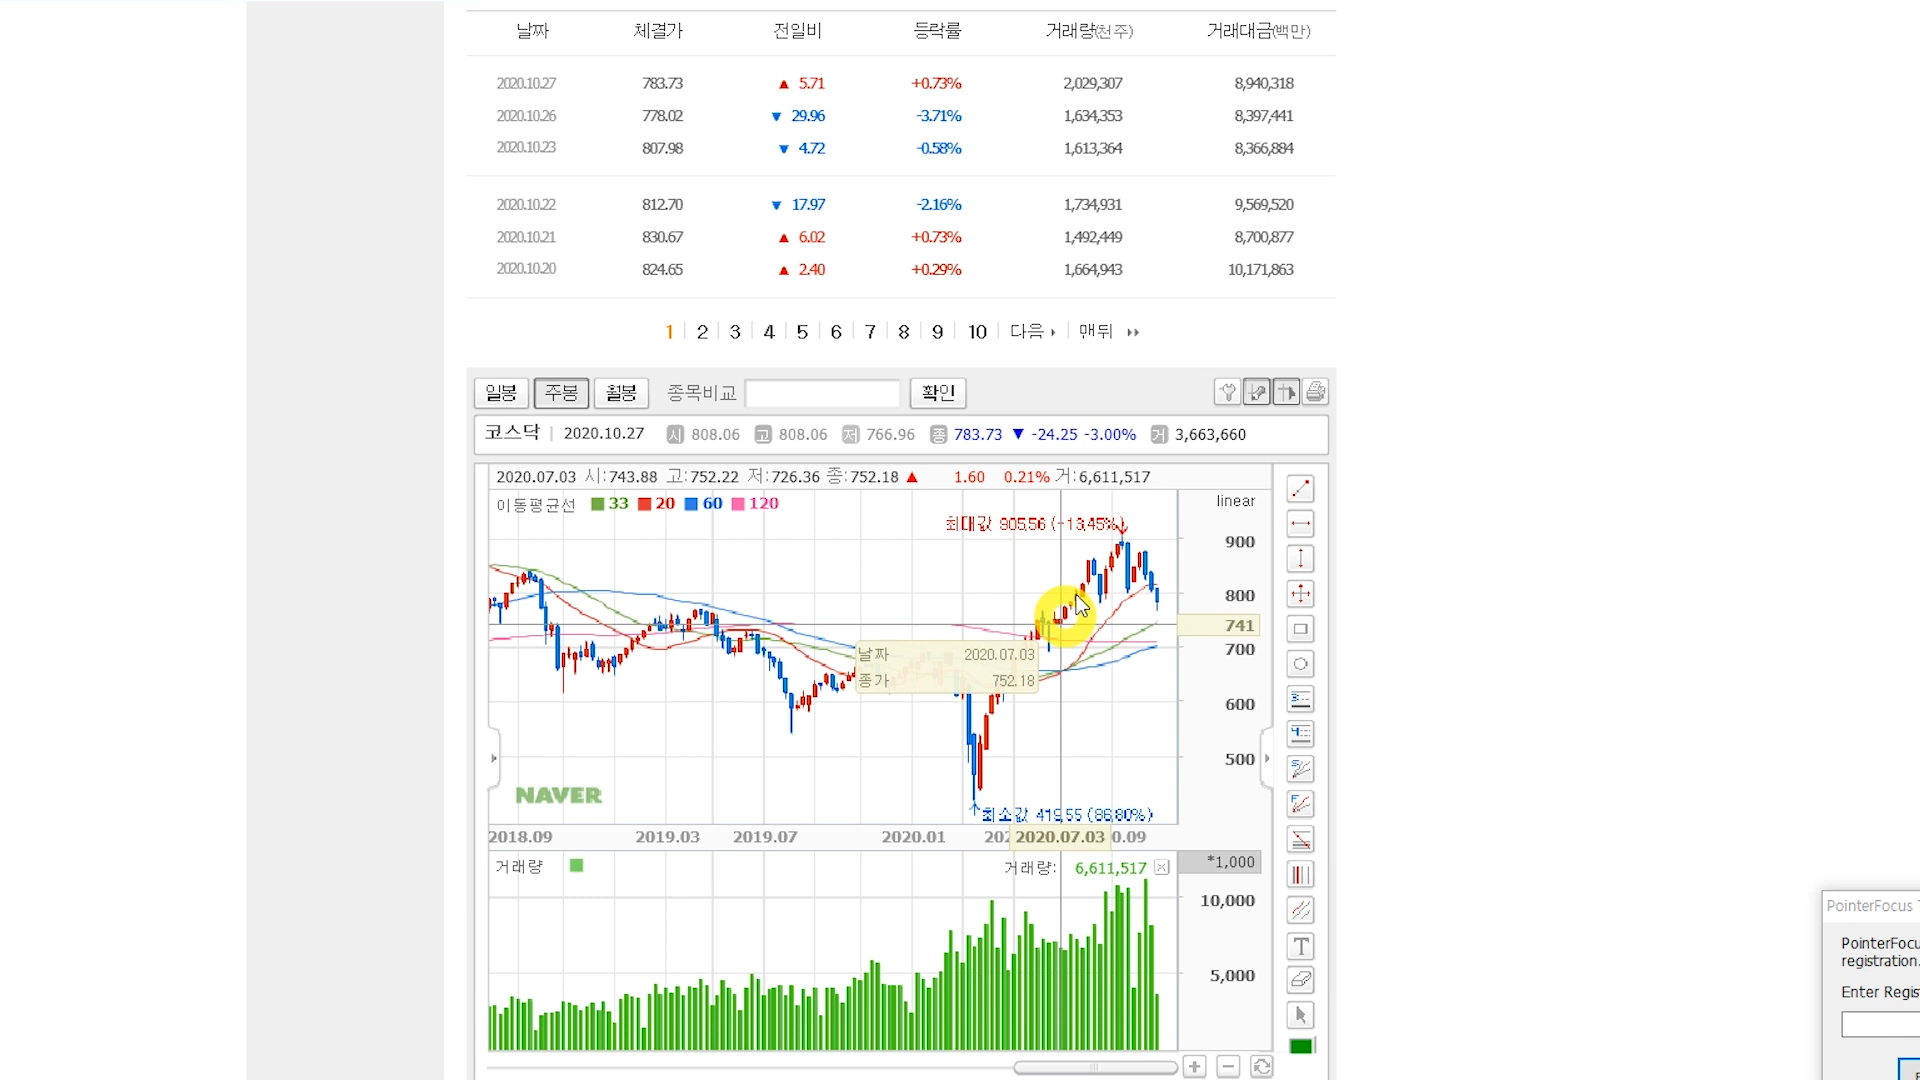 날짜 체결가 전일비 등락률 거래량(천주) 거래대금(백만)
2020.10.27 783.73 ▲ 5.71 +0.73% 2,029,307 8,940,318
2020.10.26 778.02 ▼ 29.96 -3.71% 1,634,353 8,397,441
2020.10.23 807.98 ▼ 4.72 -0.58% 1,613,364 8,366,884
2020.10.22 812.70 ▼ 17.97 -2.16% 1,734,931 9,569,520
2020.10.21 830.67 ▲ 6.02 +0.73% 1,492,449 8,700,877
2020.10.20 824.65 ▲ 2.40 +0.29% 1,664,943 10,171,863
1 2 3 4 5 6 7 8 9 10 다음 맨뒤
일봉 주봉 월봉 종목비교 확인
코스닥 2020.10.27 시 808.06 고 808.06 저 766.96 종 783.73 ▼ -24.25 -3.00% 거 3,663,660
2020.07.03 시:743.88 고:752.22 저:726.36 종:752.18 ▲ 1.60 0.21% 거:6,611,517
이동평균선 33 20 60 120
linear
최대값 905.56 (-13.45%)
900
800
741
700
날짜 2020.07.03
종가 752.18
600
500
NAVER
최소값 419.55 (86.80%)
2018.09 2019.03 2019.07 2020.01 2020.07.03 0.09
거래량 거래량: 6,611,517
*1,000
10,000
5,000
PointerFocus
PointerFocu
registration.
Enter Regis